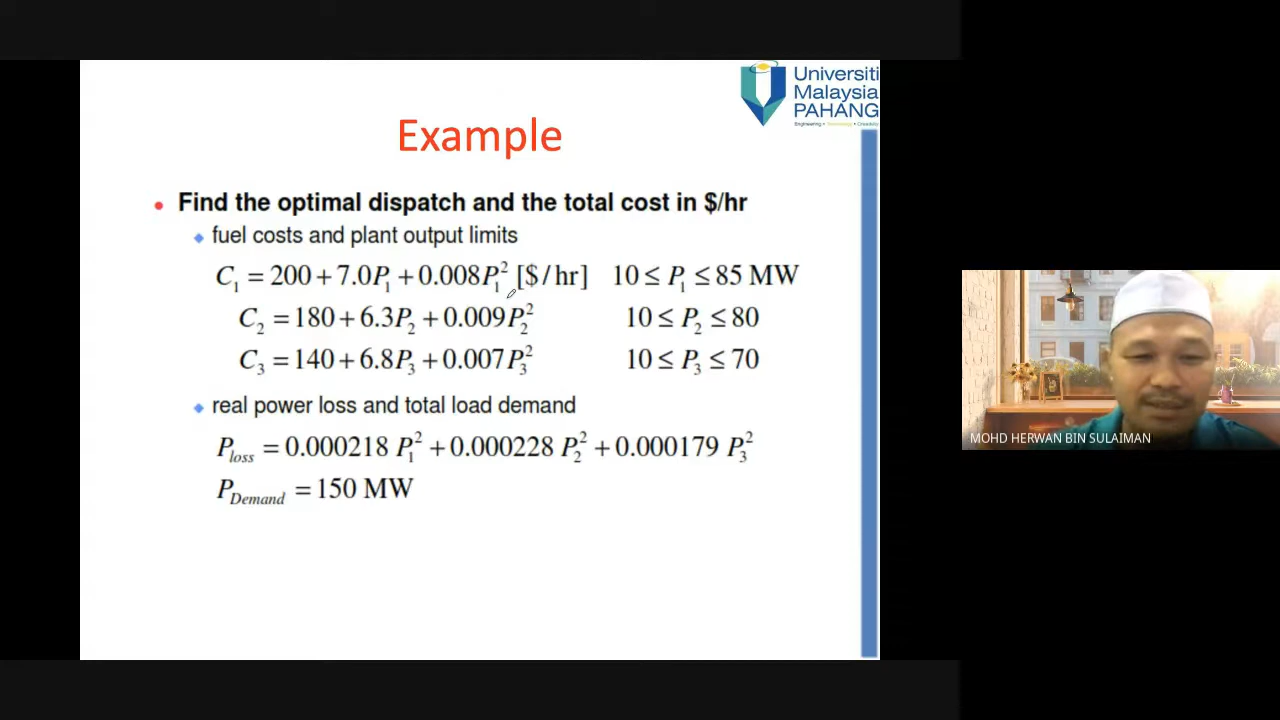 Universiti
Malaysia
PAHANG
Engineering • Technology • Creativity
Example
• Find the optimal dispatch and the total cost in $/hr
◆ fuel costs and plant output limits
C₁ = 200 + 7.0P₁ + 0.008P₁² [$ / hr] 10 ≤ P₁ ≤ 85 MW
C₂ = 180 + 6.3P₂ + 0.009P₂² 10 ≤ P₂ ≤ 80
C₃ = 140 + 6.8P₃ + 0.007P₃² 10 ≤ P₃ ≤ 70
◆ real power loss and total load demand
P_loss = 0.000218 P₁² + 0.000228 P₂² + 0.000179 P₃²
P_Demand = 150 MW
MOHD HERWAN BIN SULAIMAN